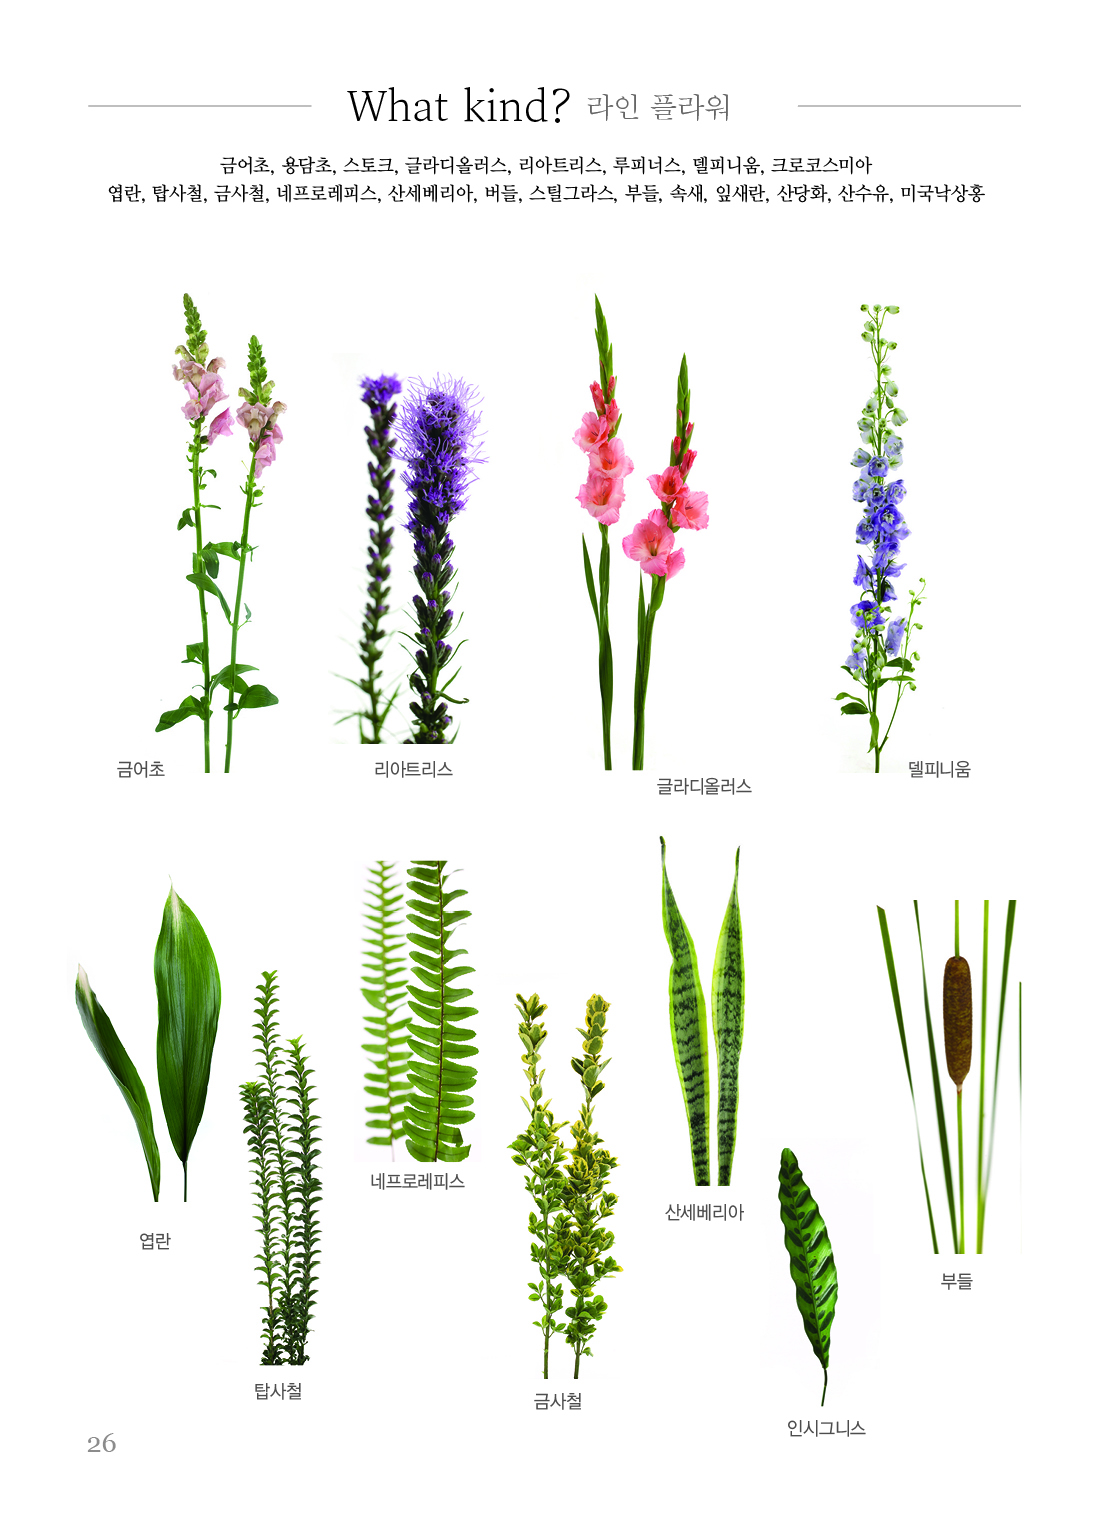 What kind? 라인 플라워
금어초, 용담초, 스토크, 글라디올러스, 리아트리스, 루피너스, 델피니움, 크로코스미아
엽란, 탑사철, 금사철, 네프로레피스, 산세베리아, 버들, 스틸그라스, 부들, 속새, 잎새란, 산당화, 산수유, 미국낙상홍
금어초
리아트리스
글라디올러스
델피니움
네프로레피스
산세베리아
엽란
부들
탑사철
금사철
인시그니스
26